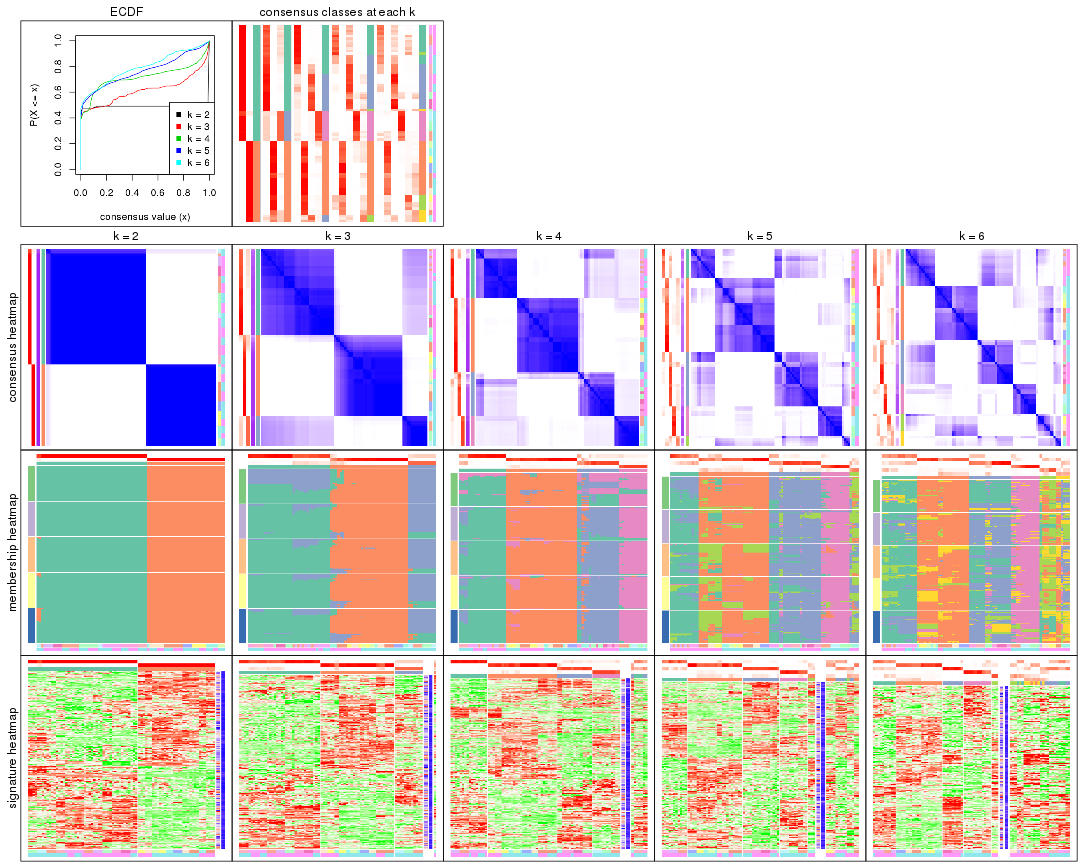 ECDF
consensus classes at each k
P(X <= x)
0.0 0.2 0.4 0.6 0.8 1.0
k = 2
k = 3
k = 4
k = 5
k = 6
0.0 0.2 0.4 0.6 0.8 1.0
consensus value (x)
k = 2
k = 3
k = 4
k = 5
k = 6
consensus heatmap
membership heatmap
signature heatmap